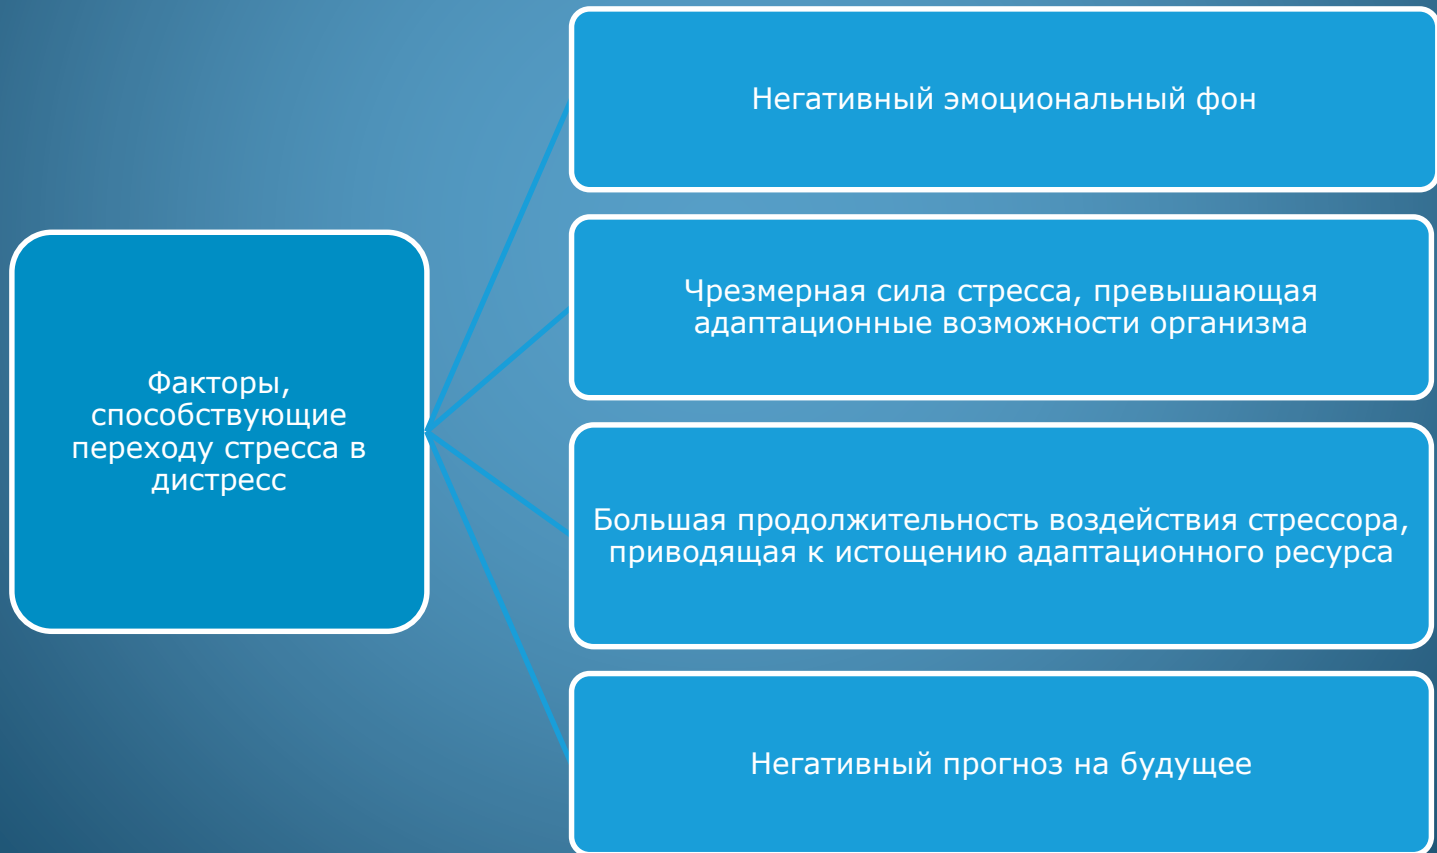 Факторы,
способствующие
переходу стресса в
дистресс
Негативный эмоциональный фон
Чрезмерная сила стресса, превышающая
адаптационные возможности организма
Большая продолжительность воздействия стрессора,
приводящая к истощению адаптационного ресурса
Негативный прогноз на будущее